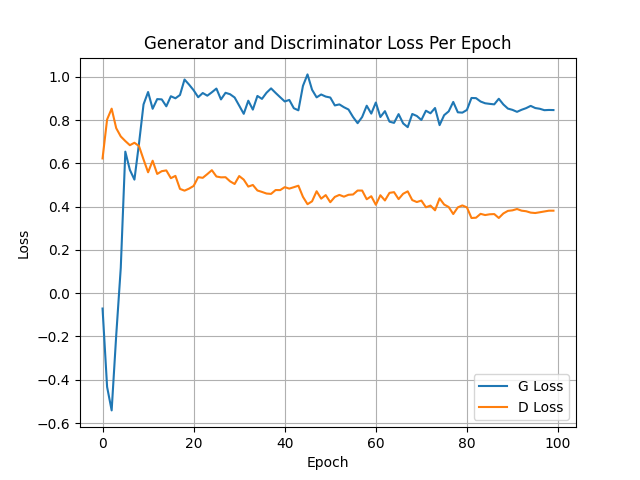 Generator and Discriminator Loss Per Epoch
1.0
0.8
0.6
0.4
0.2
0.0
−0.2
−0.4
−0.6
Loss
G Loss
D Loss
0 20 40 60 80 100
Epoch